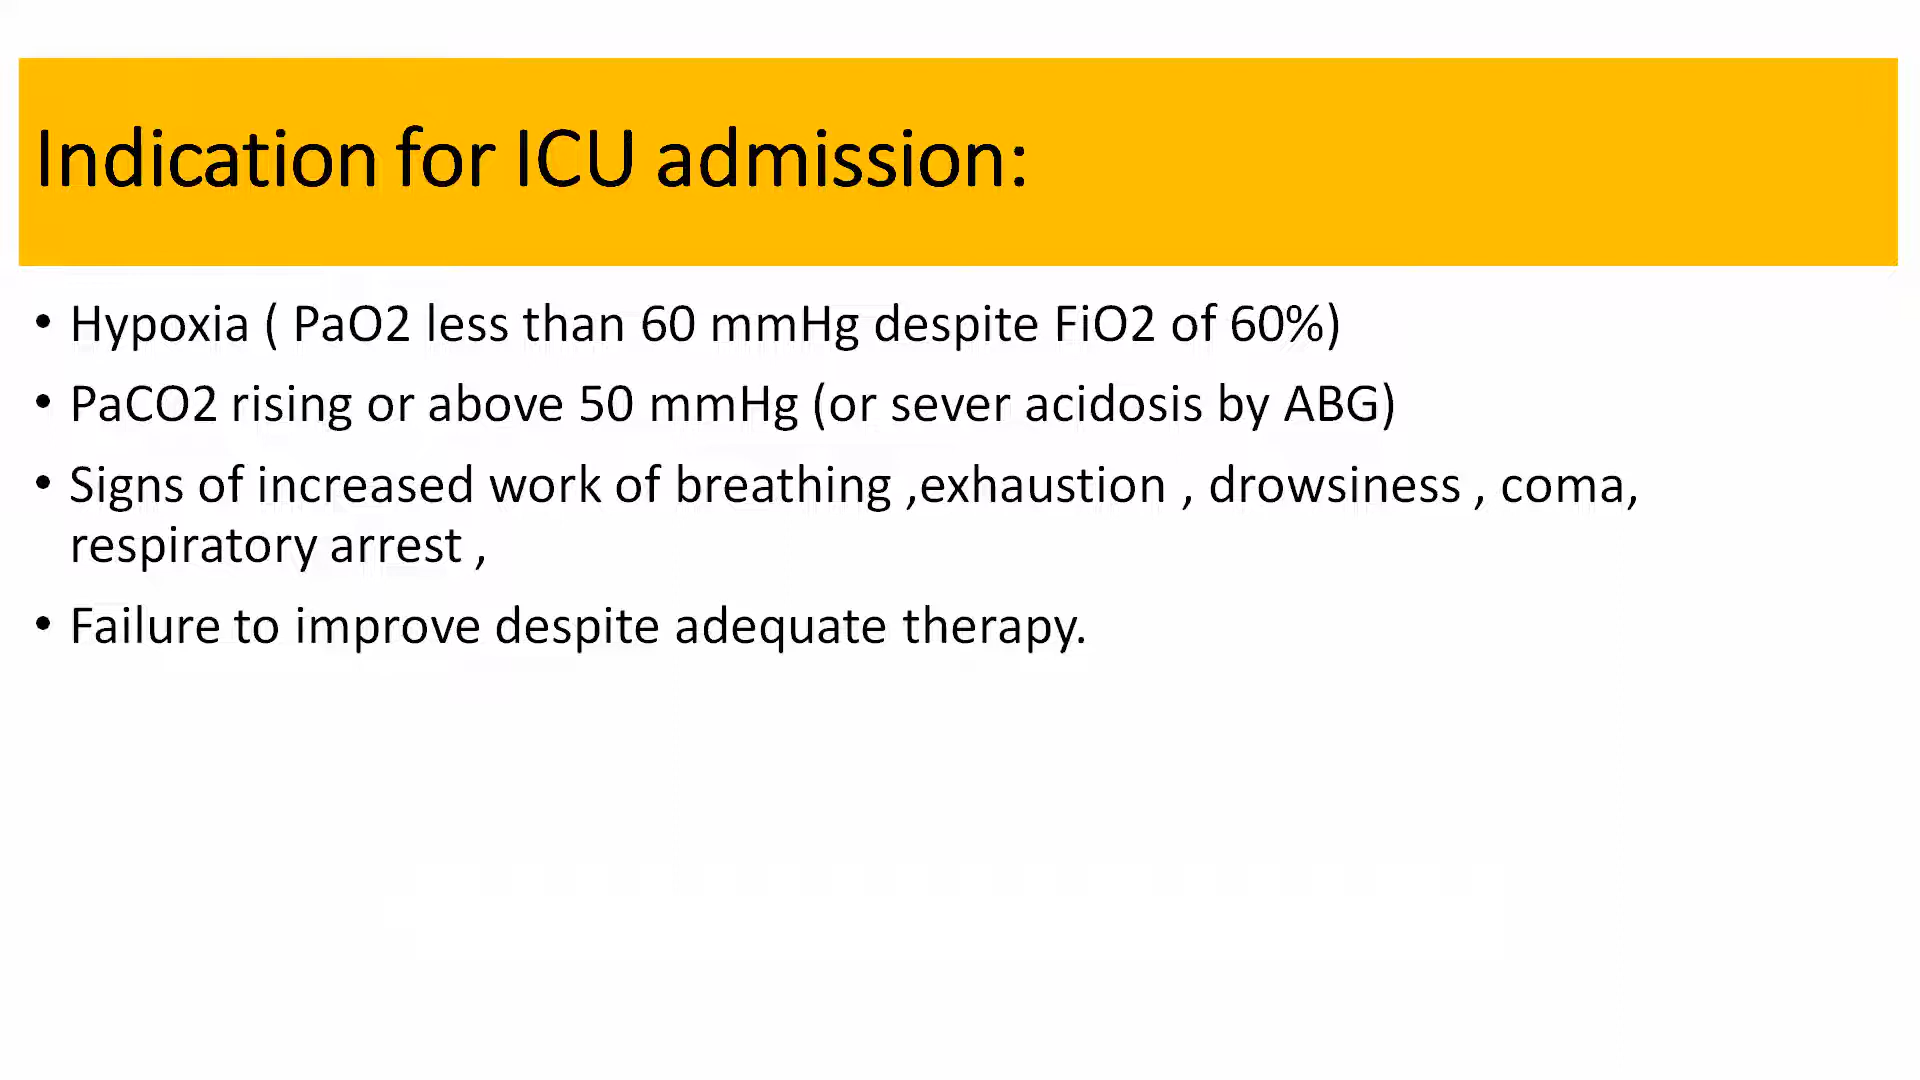 Indication for ICU admission:
• Hypoxia ( PaO2 less than 60 mmHg despite FiO2 of 60%)
• PaCO2 rising or above 50 mmHg (or sever acidosis by ABG)
• Signs of increased work of breathing ,exhaustion , drowsiness , coma,
respiratory arrest ,
• Failure to improve despite adequate therapy.